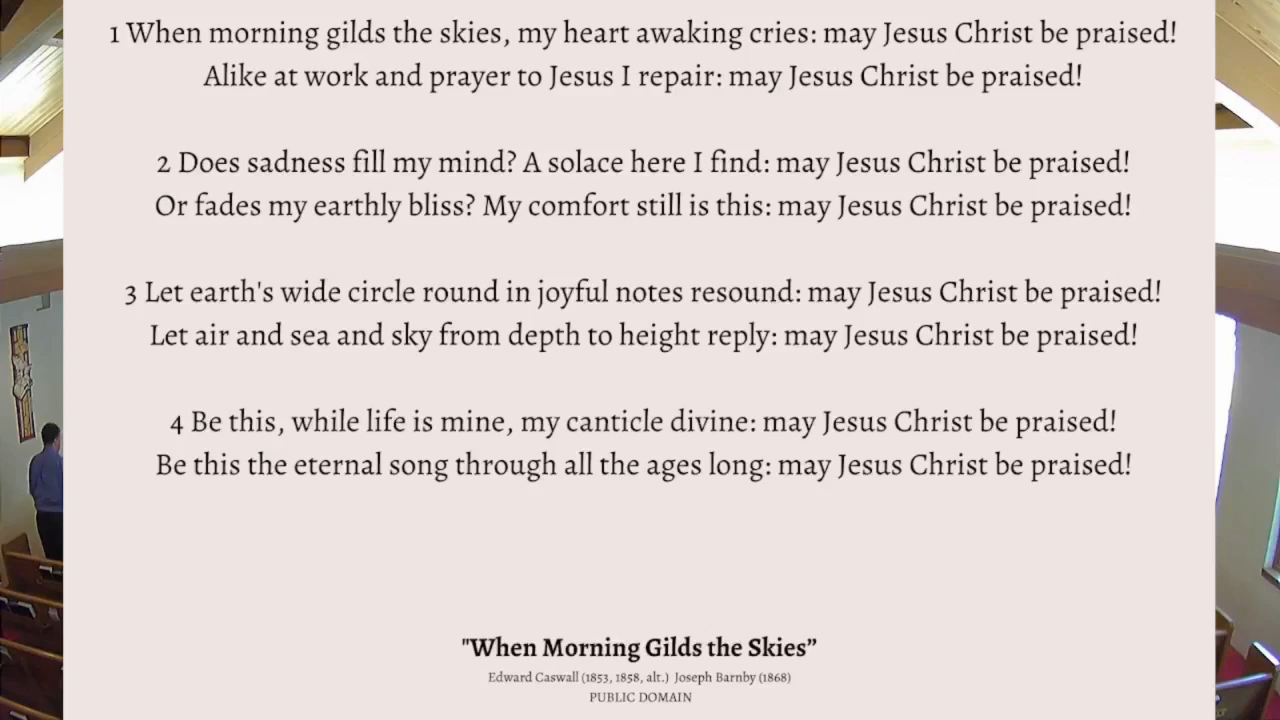 1 When morning gilds the skies, my heart awaking cries: may Jesus Christ be praised!
Alike at work and prayer to Jesus I repair: may Jesus Christ be praised!
2 Does sadness fill my mind? A solace here I find: may Jesus Christ be praised!
Or fades my earthly bliss? My comfort still is this: may Jesus Christ be praised!
3 Let earth's wide circle round in joyful notes resound: may Jesus Christ be praised!
Let air and sea and sky from depth to height reply: may Jesus Christ be praised!
4 Be this, while life is mine, my canticle divine: may Jesus Christ be praised!
Be this the eternal song through all the ages long: may Jesus Christ be praised!
"When Morning Gilds the Skies”
Edward Caswall (1853, 1858, alt.) Joseph Barnby (1868)
PUBLIC DOMAIN